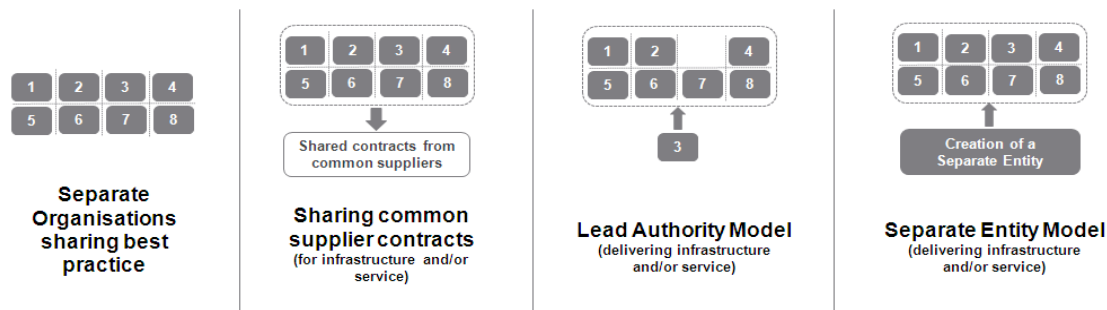 1 2 3 4
5 6 7 8
Separate
Organisations
sharing best
practice
1 2 3 4
5 6 7 8
Shared contracts from
common suppliers
Sharing common
supplier contracts
(for infrastructure and/or
service)
1 2 4
5 6 7 8
3
Lead Authority Model
(delivering infrastructure
and/or service)
1 2 3 4
5 6 7 8
Creation of a
Separate Entity
Separate Entity Model
(delivering infrastructure
and/or service)